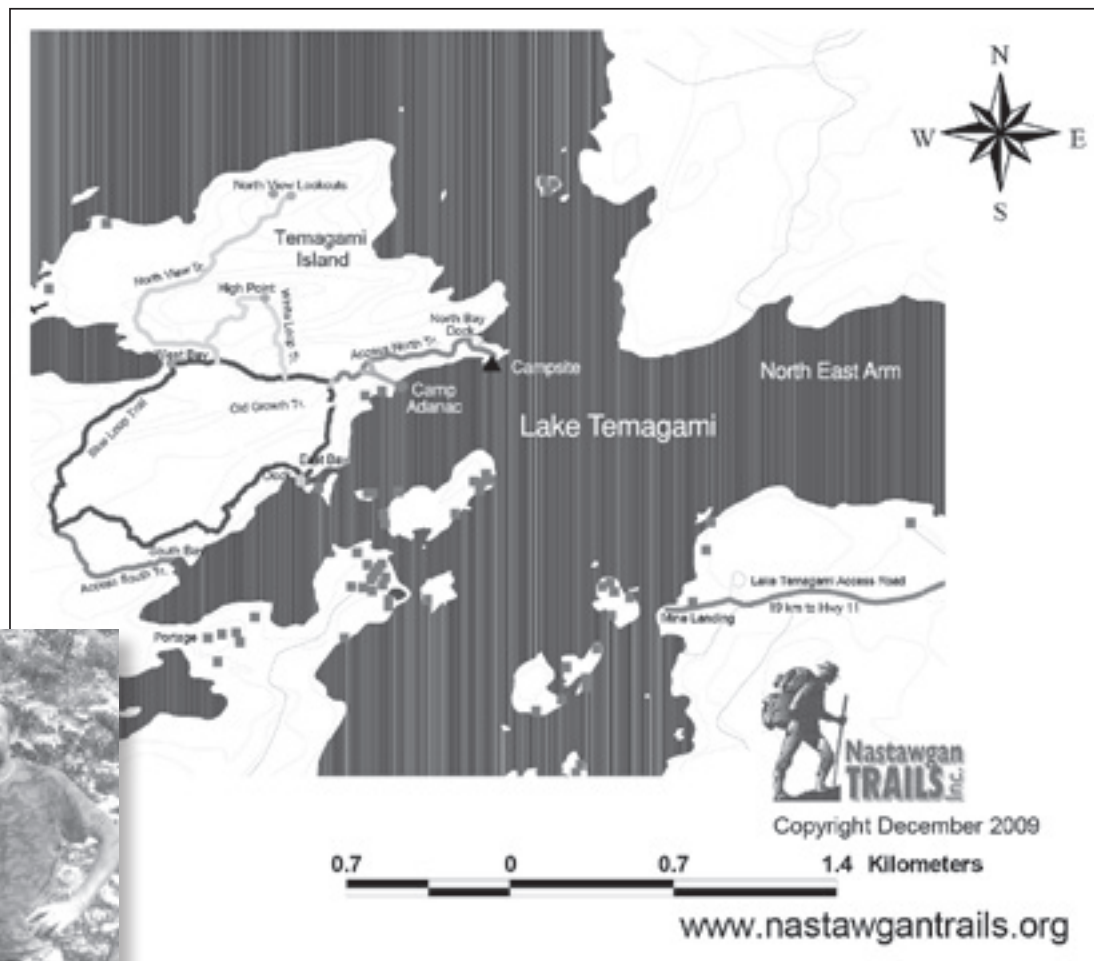 N
W E
S
North View Lookouts
Temagami
Island
North View Tr.
High Point
White Loop Tr.
North Bay
Dock
Access North Tr.
West Bay
Campsite
Camp
Adanac
North East Arm
Old Growth Tr.
Blue Loop Trail
Lake Temagami
East Bay
Dock
South Bay
Access South Tr.
Lake Temagami Access Road
19 km to Hwy 11
Mine Landing
Portage
Nastawgan
TRAILS Inc.
Copyright December 2009
0.7 0 0.7 1.4 Kilometers
www.nastawgantrails.org